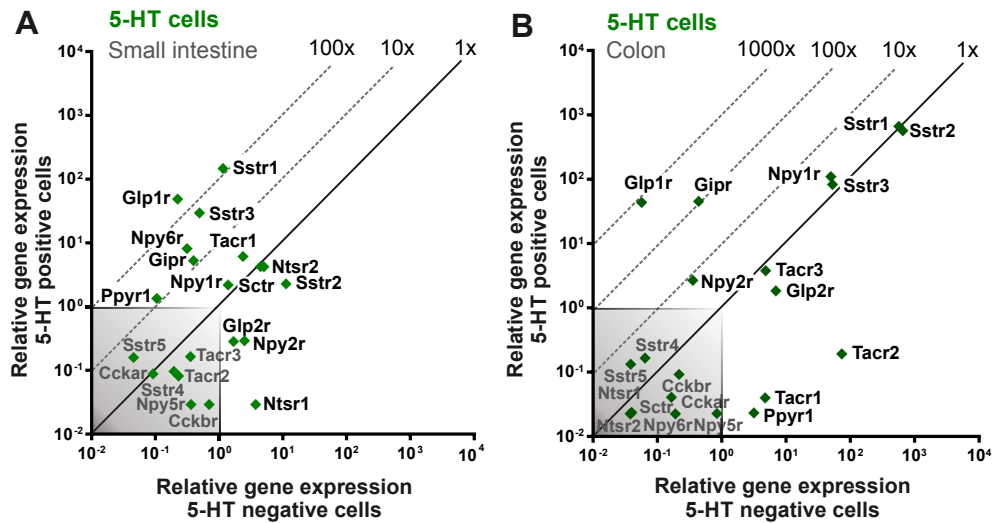 A
5-HT cells
Small intestine
100x
10x
1x
10⁴
10³
10²
10¹
10⁰
10⁻¹
10⁻²
Relative gene expression
5-HT positive cells
Sstr1
Glp1r
Sstr3
Npy6r
Tacr1
Gipr
Ntsr2
Npy1r
Sctr
Sstr2
Ppyr1
Glp2r
Npy2r
Sstr5
Tacr3
Cckar
Tacr2
Sstr4
Npy5r
Ntsr1
Cckbr
10⁻²
10⁻¹
10⁰
10¹
10²
10³
10⁴
Relative gene expression
5-HT negative cells
B
5-HT cells
Colon
1000x
100x
10x
1x
10⁴
10³
10²
10¹
10⁰
10⁻¹
10⁻²
Relative gene expression
5-HT positive cells
Sstr1
Sstr2
Glp1r
Gipr
Npy1r
Sstr3
Npy2r
Tacr3
Glp2r
Sstr4
Tacr2
Sstr5
Cckbr
Ntsr1
Sctr
Cckar
Tacr1
Ntsr2
Npy6r
Npy5r
Ppyr1
10⁻²
10⁻¹
10⁰
10¹
10²
10³
10⁴
Relative gene expression
5-HT negative cells